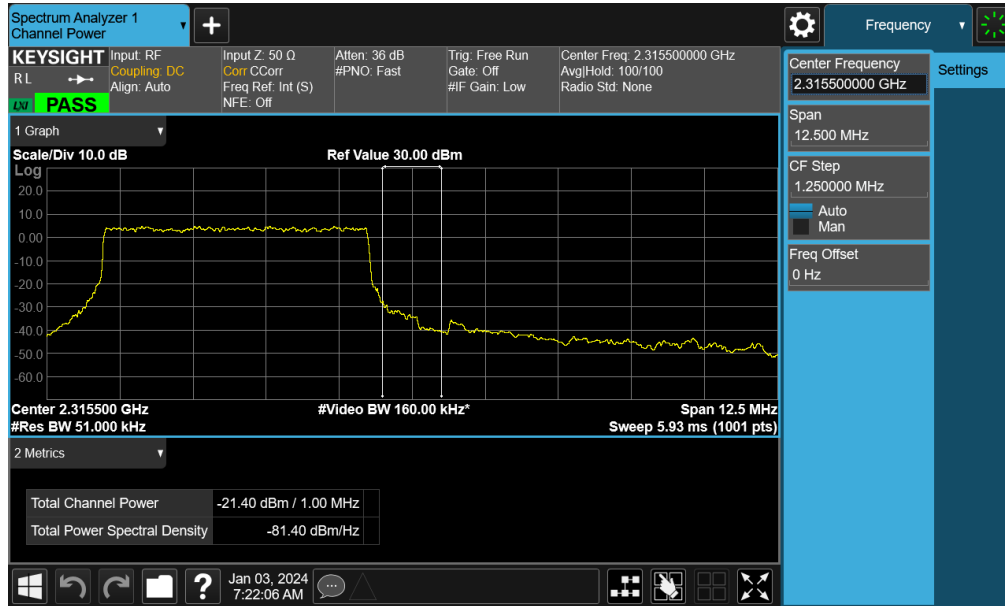 Spectrum Analyzer 1
Channel Power
+
Frequency
KEYSIGHT
RL
LXI
PASS
Input: RF
Coupling: DC
Align: Auto
Input Z: 50 Ω
Corr CCorr
Freq Ref: Int (S)
NFE: Off
Atten: 36 dB
#PNO: Fast
Trig: Free Run
Gate: Off
#IF Gain: Low
Center Freq: 2.315500000 GHz
Avg|Hold: 100/100
Radio Std: None
Center Frequency
2.315500000 GHz
Settings
Span
12.500 MHz
CF Step
1.250000 MHz
Auto
Man
Freq Offset
0 Hz
1 Graph
Scale/Div 10.0 dB
Ref Value 30.00 dBm
Log
20.0
10.0
0.00
-10.0
-20.0
-30.0
-40.0
-50.0
-60.0
Center 2.315500 GHz
#Video BW 160.00 kHz*
Span 12.5 MHz
#Res BW 51.000 kHz
Sweep 5.93 ms (1001 pts)
2 Metrics
Total Channel Power -21.40 dBm / 1.00 MHz
Total Power Spectral Density -81.40 dBm/Hz
?
Jan 03, 2024
7:22:06 AM